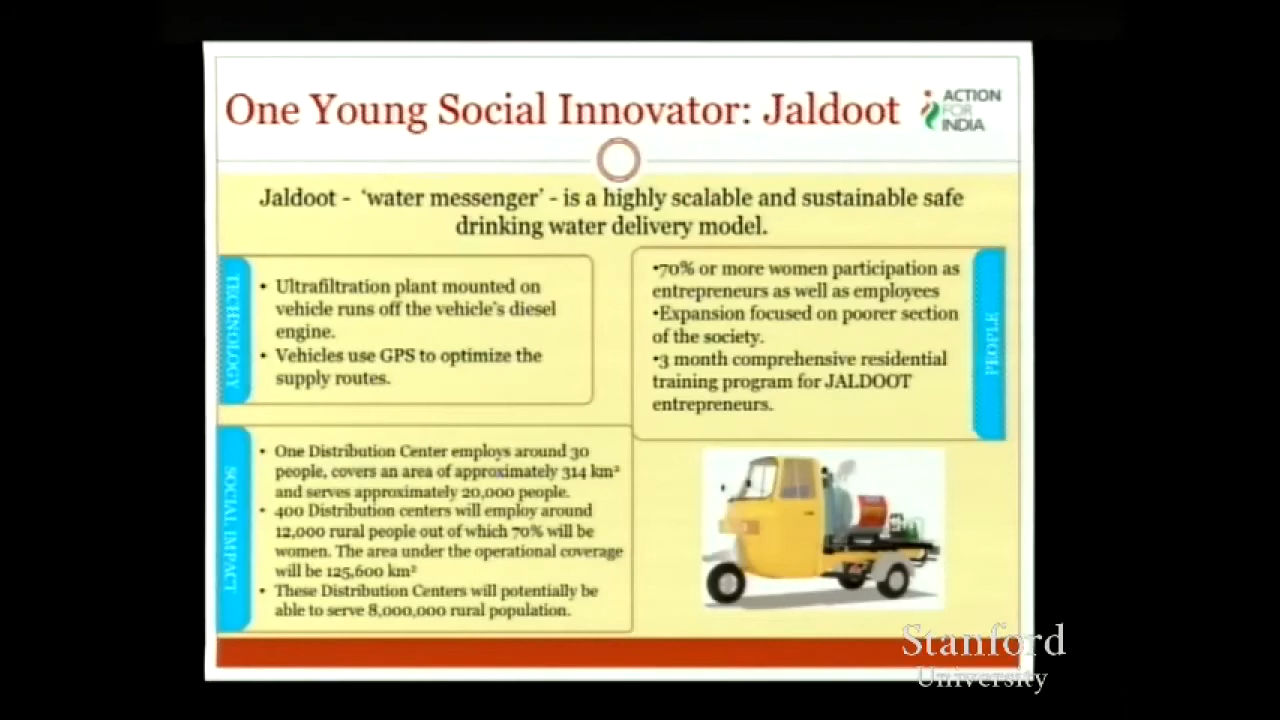 One Young Social Innovator: Jaldoot
ACTION
FOR
INDIA
Jaldoot - ‘water messenger’ - is a highly scalable and sustainable safe
drinking water delivery model.
TECHNOLOGY
• Ultrafiltration plant mounted on
vehicle runs off the vehicle's diesel
engine.
• Vehicles use GPS to optimize the
supply routes.
•70% or more women participation as
entrepreneurs as well as employees
•Expansion focused on poorer section
of the society.
•3 month comprehensive residential
training program for JALDOOT
entrepreneurs.
PEOPLE
SOCIAL IMPACT
• One Distribution Center employs around 30
people, covers an area of approximately 314 km²
and serves approximately 20,000 people.
• 400 Distribution centers will employ around
12,000 rural people out of which 70% will be
women. The area under the operational coverage
will be 125,600 km²
• These Distribution Centers will potentially be
able to serve 8,000,000 rural population.
Stanford
University